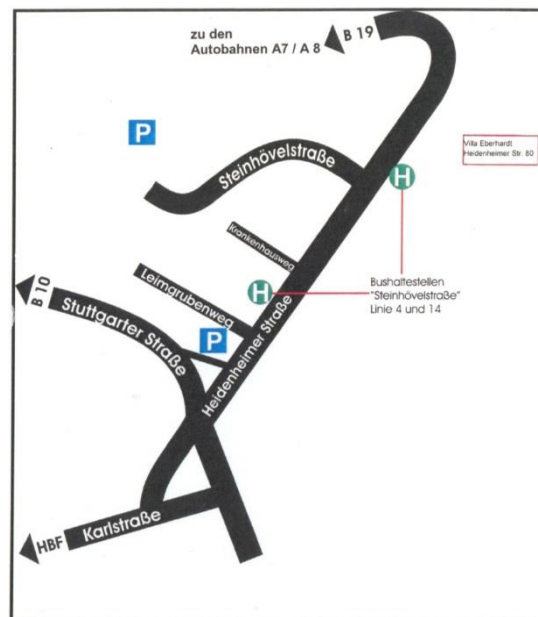 zu den
Autobahnen A7 / A 8
B 19
P
Steinhövelstraße
Villa Eberhardt
Heidenheimer Str. 80
H
Krankenhausweg
Leimgrubenweg
H
Bushaltestellen
"Steinhövelstraße"
Linie 4 und 14
B 10
Stuttgarter Straße
P
Heidenheimer Straße
Karlstraße
HBF